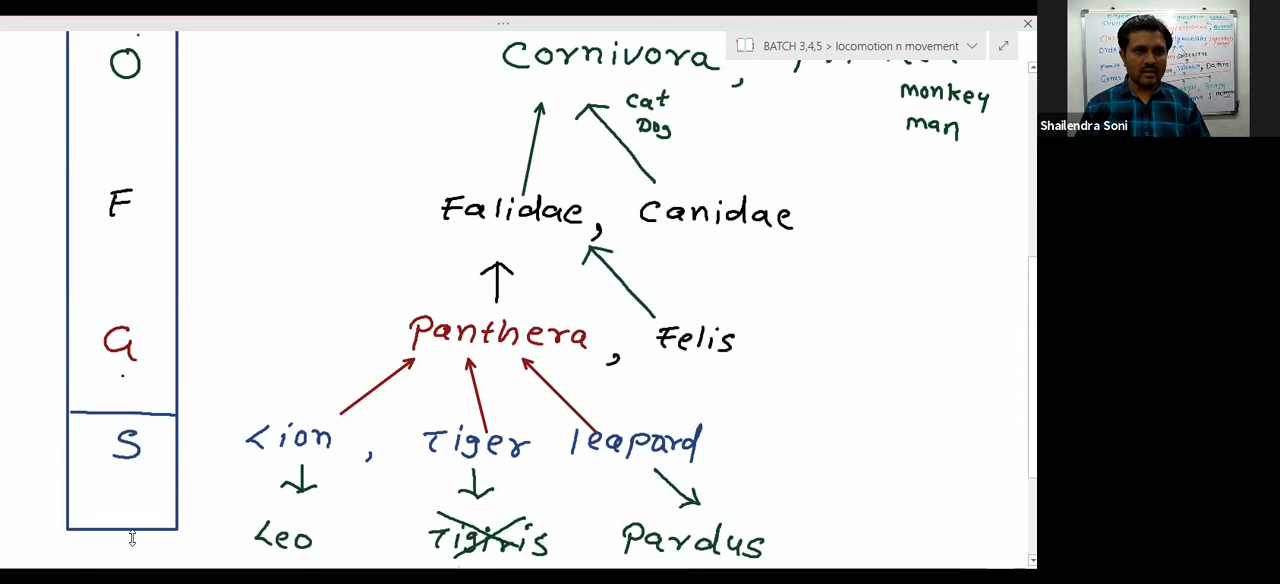 BATCH 3,4,5 > locomotion n movement
O
Cornivora ,
cat
Dog
monkey
man
Shailendra Soni
F
Falidae, Canidae
G
Panthera , Felis
S
Lion , Tiger leapard
Leo Tigiris Pardus